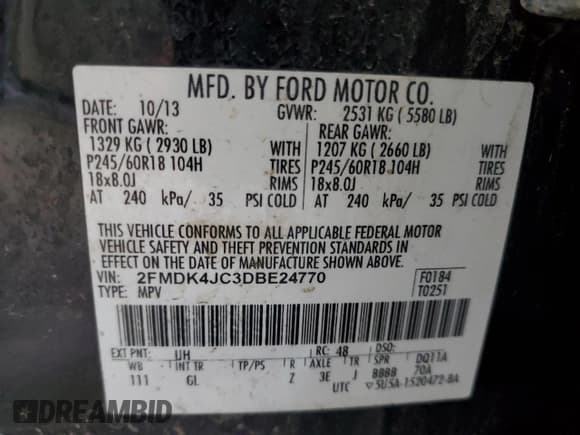 MFD. BY FORD MOTOR CO.
DATE: 10/13 GVWR: 2531 KG ( 5580 LB)
FRONT GAWR: REAR GAWR:
1329 KG ( 2930 LB) WITH 1207 KG ( 2660 LB) WITH
P245/60R18 104H TIRES P245/60R18 104H TIRES
18x8.0J RIMS 18x8.0J RIMS
AT 240 kPa/ 35 PSI COLD AT 240 kPa/ 35 PSI COLD
THIS VEHICLE CONFORMS TO ALL APPLICABLE FEDERAL MOTOR
VEHICLE SAFETY AND THEFT PREVENTION STANDARDS IN
EFFECT ON THE DATE OF MANUFACTURE SHOWN ABOVE.
VIN: 2FMDK4JC3DBE24770 F0184
TYPE: MPV T0251
EXT PNT: UH RC: 48 DSO:
WB INT TR TP/PS R AXLE TR SPR DQ11A
111 GL Z 3E J BBBB 70A
UTC 5U5A-1520472-BA
DREAMBID